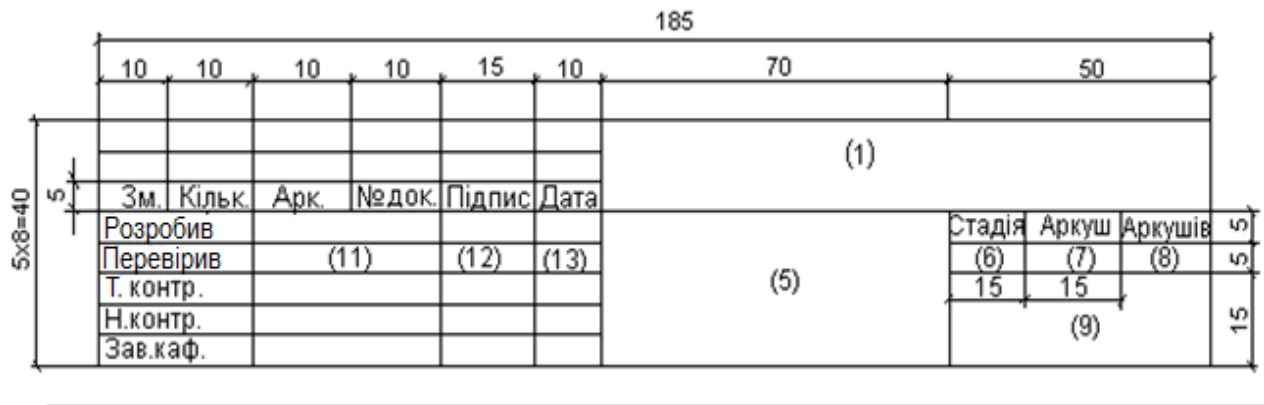 185
10 10 10 10 15 10 70 50
(1)
5x8=40
5
Зм. Кільк. Арк. №док. Підпис Дата
Розробив
Стадія Аркуш Аркушів 5
Перевірив (11) (12) (13)
(6) (7) (8) 5
(5)
Т. контр.
15 15
Н.контр.
(9) 15
Зав.каф.